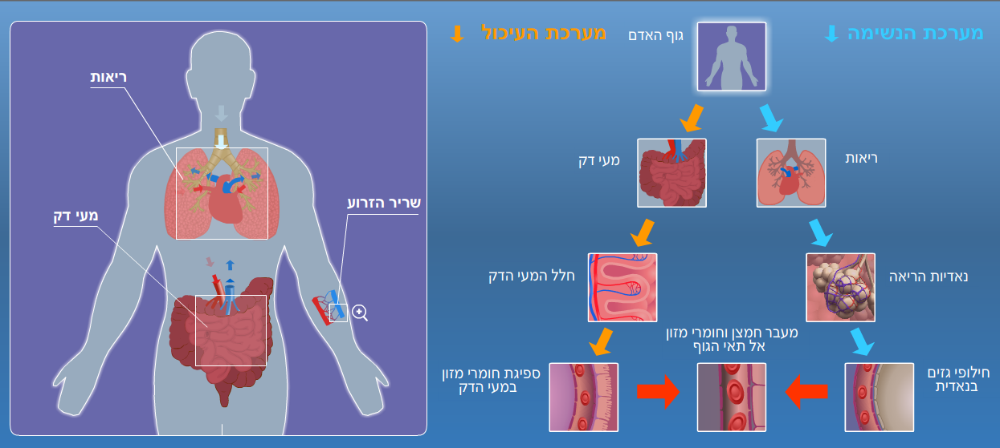 מערכת הנשימה
מערכת העיכול
גוף האדם
ריאות
מעי דק
נאדיות הריאה
חלל המעי הדק
מעבר חמצן וחומרי מזון
אל תאי הגוף
חילופי גזים
בנאדית
ספיגת חומרי מזון
במעי הדק
ריאות
שריר הזרוע
מעי דק